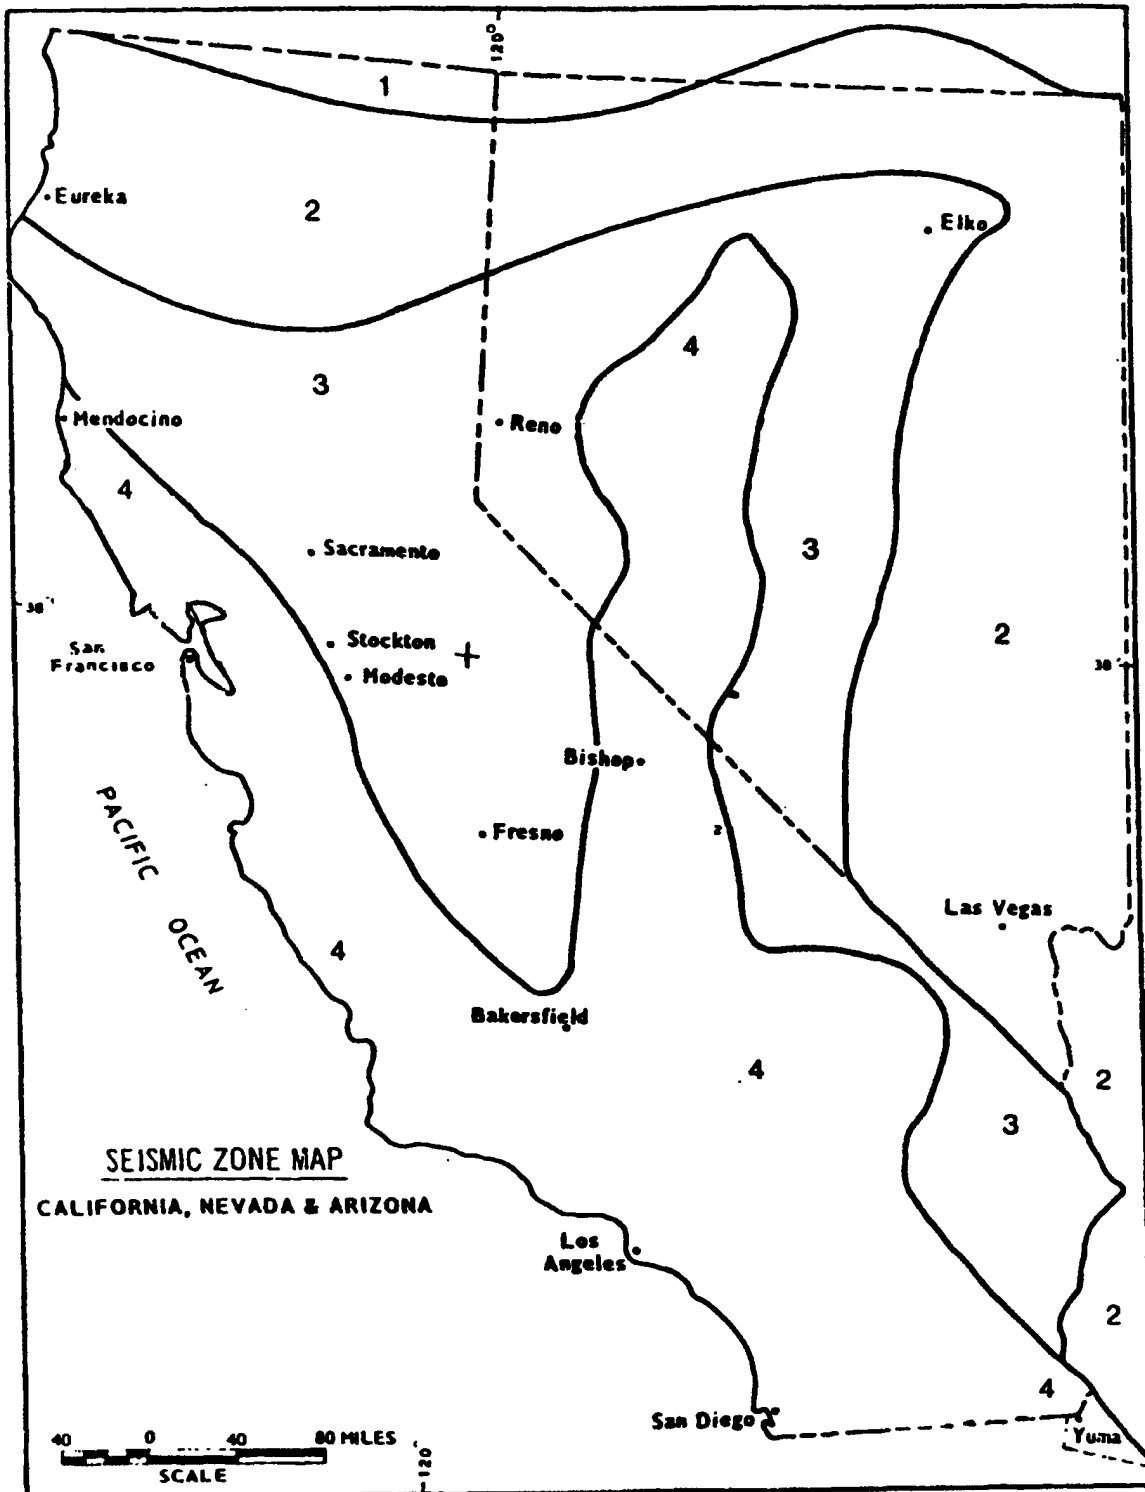 120°
1
Eureka
2
Elko
4
3
Reno
Mendocino
4
Sacramento
3
38°
Stockton
San
Francisco
2
38°
Modesto
Bishop
PACIFIC OCEAN
Fresno
z
Las Vegas
4
Bakersfield
4
2
3
SEISMIC ZONE MAP
CALIFORNIA, NEVADA & ARIZONA
Los
Angeles
2
4
San Diego
Yuma
40 0 40 80 MILES
SCALE
120°